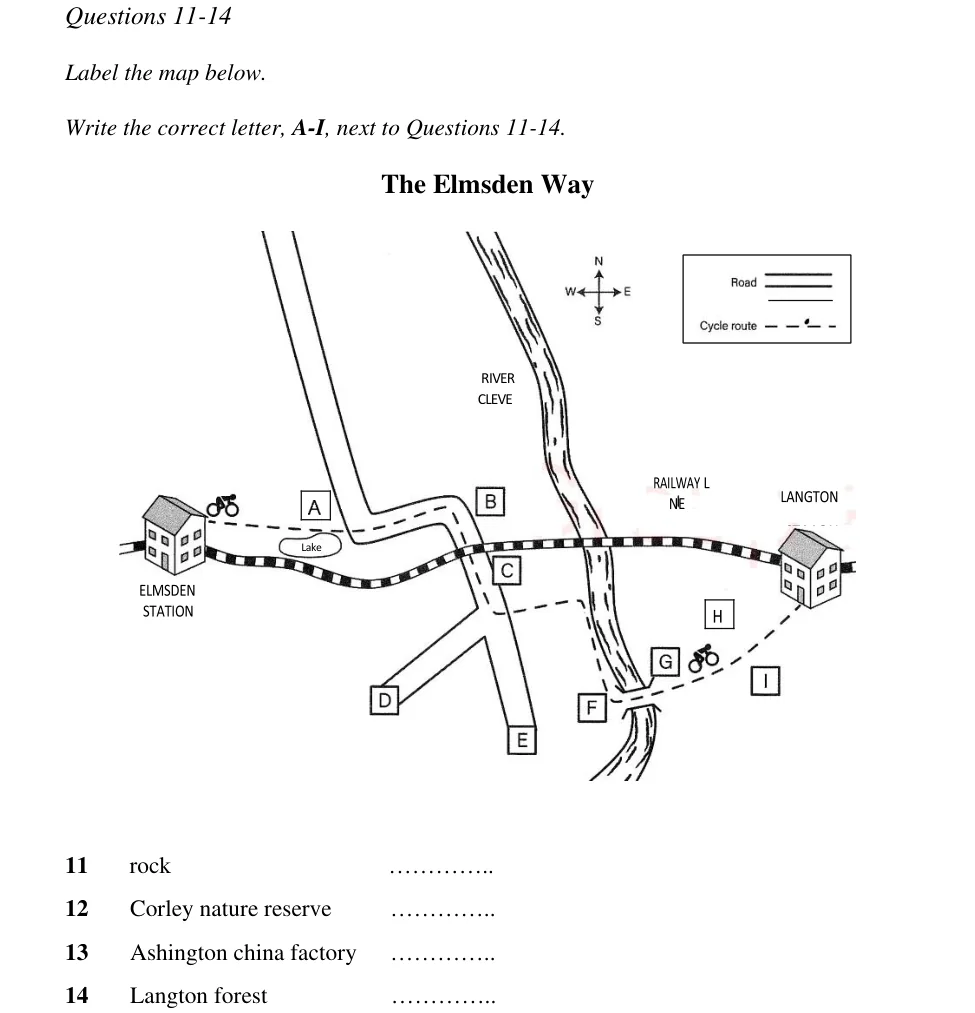 Questions 11-14
Label the map below.
Write the correct letter, A-I, next to Questions 11-14.
The Elmsden Way
N
W E
S
Road
Cycle route
RIVER
CLEVE
RAILWAY L
NE
LANGTON
A
B
Lake
C
ELMSDEN
STATION
H
G
I
D
F
E
11 rock …………..
12 Corley nature reserve …………..
13 Ashington china factory …………..
14 Langton forest …………..